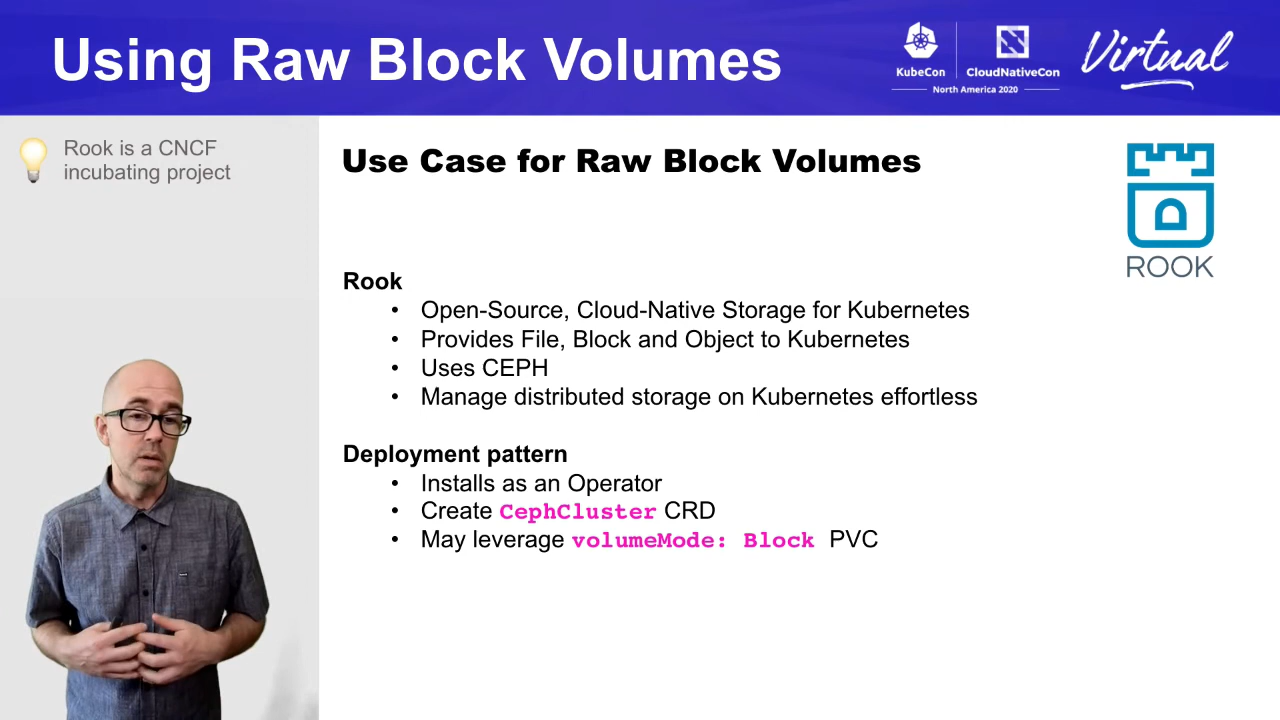 Using Raw Block Volumes
KubeCon
CloudNativeCon
North America 2020
Virtual
Rook is a CNCF
incubating project
Use Case for Raw Block Volumes
ROOK
Rook
• Open-Source, Cloud-Native Storage for Kubernetes
• Provides File, Block and Object to Kubernetes
• Uses CEPH
• Manage distributed storage on Kubernetes effortless
Deployment pattern
• Installs as an Operator
• Create CephCluster CRD
• May leverage volumeMode: Block PVC